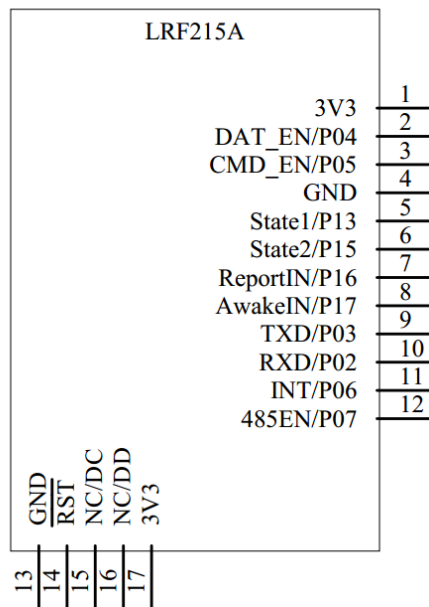 LRF215A
3V3 1
DAT_EN/P04 2
CMD_EN/P05 3
GND 4
State1/P13 5
State2/P15 6
ReportIN/P16 7
AwakeIN/P17 8
TXD/P03 9
RXD/P02 10
INT/P06 11
485EN/P07 12
GND 13
RST 14
NC/DC 15
NC/DD 16
3V3 17